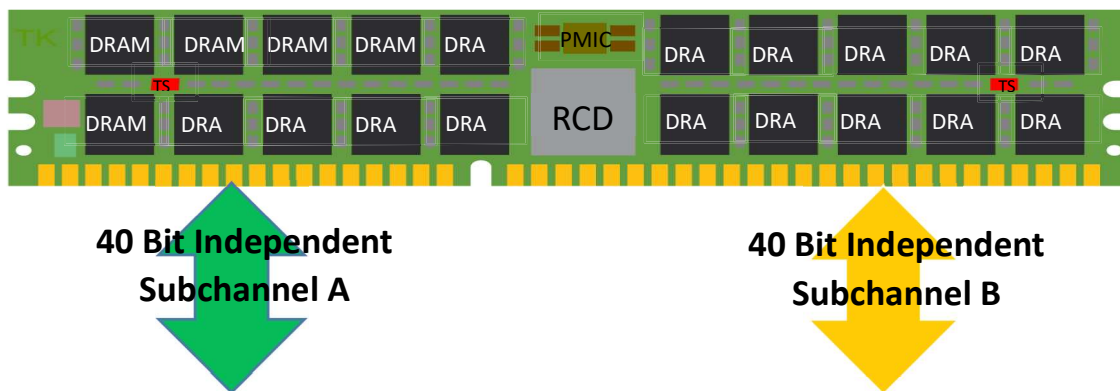 TK
DRAM DRAM DRAM DRAM DRA
PMIC
DRA DRA DRA DRA DRA
TS
TS
DRAM DRA DRA DRA DRA
RCD
DRA DRA DRA DRA DRA
40 Bit Independent
Subchannel A
40 Bit Independent
Subchannel B